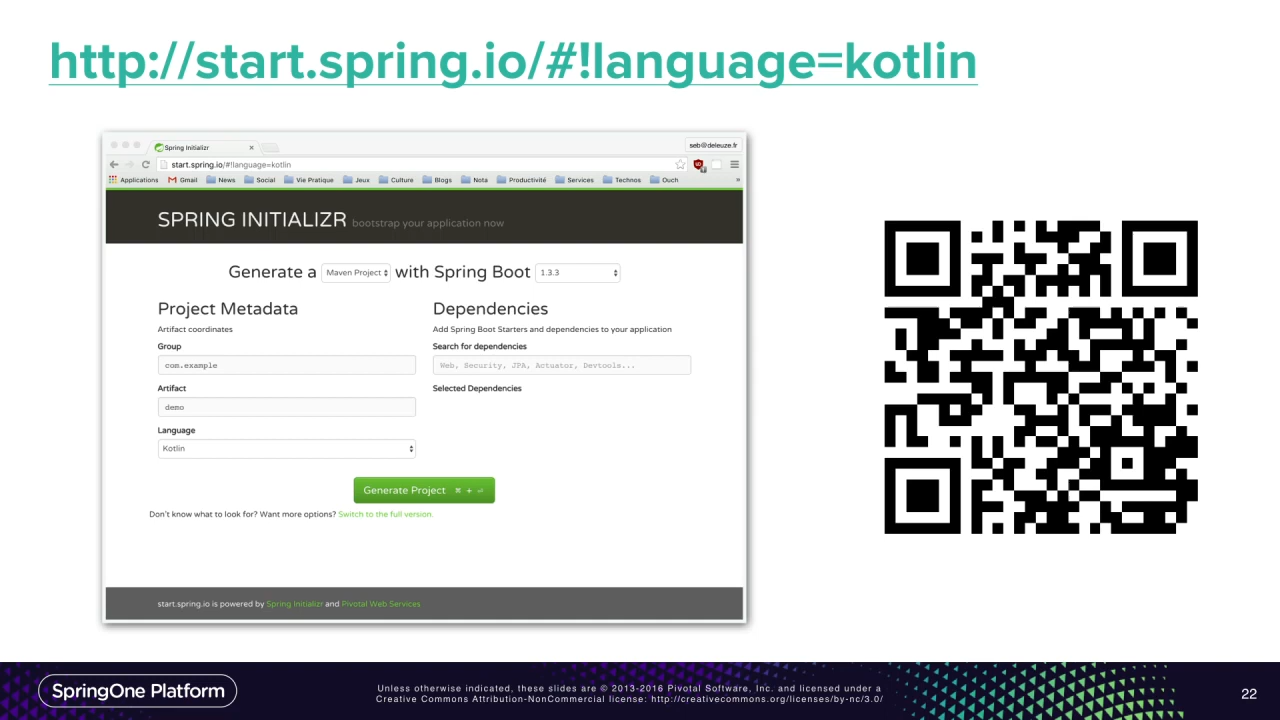 http://start.spring.io/#!language=kotlin
Spring Initializr
seb@deleuze.fr
start.spring.io/#!language=kotlin
Applications Gmail News Social Vie Pratique Jeux Culture Blogs Nota Productivité Services Technos Ouch »
SPRING INITIALIZR bootstrap your application now
Generate a Maven Project with Spring Boot 1.3.3
Project Metadata
Artifact coordinates
Group
com.example
Artifact
demo
Language
Kotlin
Dependencies
Add Spring Boot Starters and dependencies to your application
Search for dependencies
Web, Security, JPA, Actuator, Devtools...
Selected Dependencies
Generate Project ⌘ + ⏎
Don't know what to look for? Want more options? Switch to the full version.
start.spring.io is powered by Spring Initializr and Pivotal Web Services
SpringOne Platform
Unless otherwise indicated, these slides are © 2013-2016 Pivotal Software, Inc. and licensed under a
Creative Commons Attribution-NonCommercial license: http://creativecommons.org/licenses/by-nc/3.0/
22